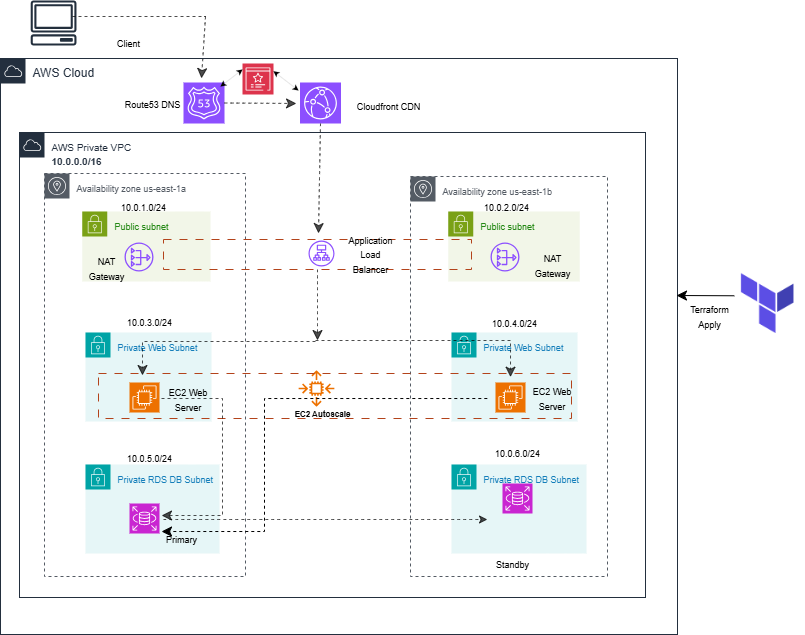 Client
AWS Cloud
53
Route53 DNS
Cloudfront CDN
AWS Private VPC
10.0.0.0/16
Availability zone us-east-1a
Availability zone us-east-1b
10.0.1.0/24
10.0.2.0/24
Public subnet
Public subnet
NAT
Gateway
Application
Load
Balancer
NAT
Gateway
Terraform
Apply
10.0.3.0/24
10.0.4.0/24
Private Web Subnet
Private Web Subnet
EC2 Web
Server
EC2 Autoscale
EC2 Web
Server
10.0.5.0/24
10.0.6.0/24
Private RDS DB Subnet
Private RDS DB Subnet
Primary
Standby